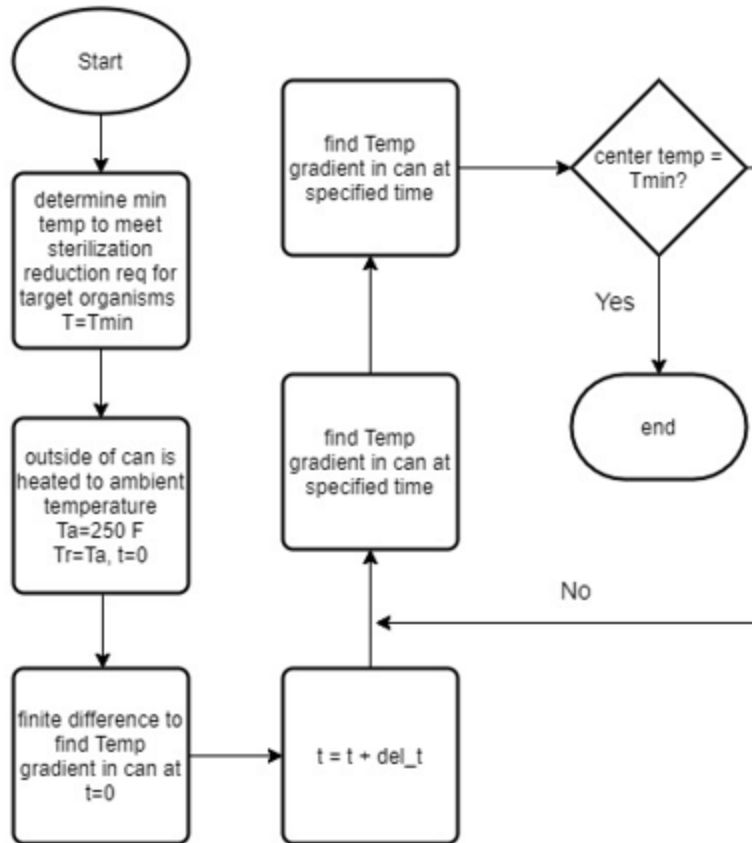 Start
determine min
temp to meet
sterilization
reduction req for
target organisms
T=Tmin
outside of can is
heated to ambient
temperature
Ta=250 F
Tr=Ta, t=0
finite difference to
find Temp
gradient in can at
t=0
t = t + del_t
find Temp
gradient in can at
specified time
find Temp
gradient in can at
specified time
center temp =
Tmin?
Yes
end
No